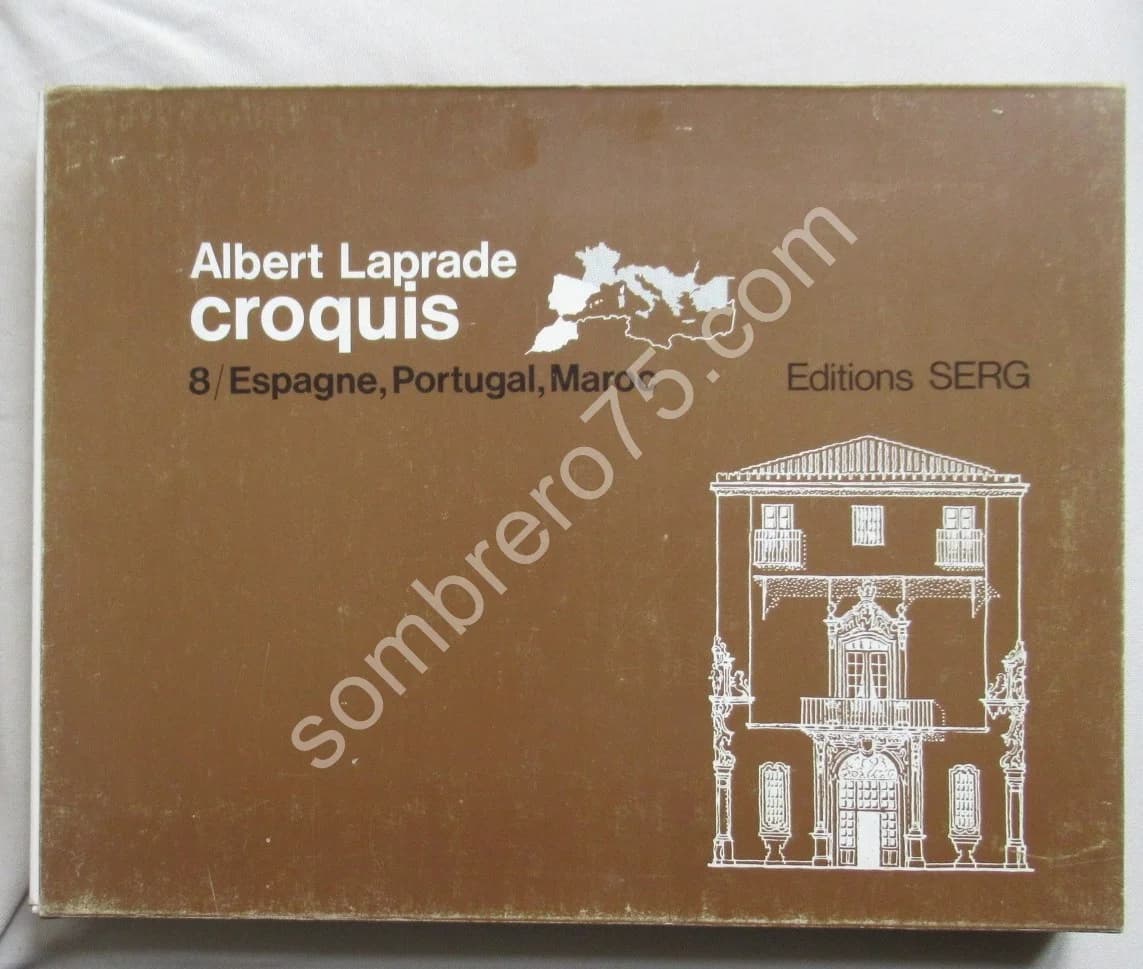 Albert Laprade
croquis
8/Espagne, Portugal, Maroc
Editions SERG
sombrero75.com